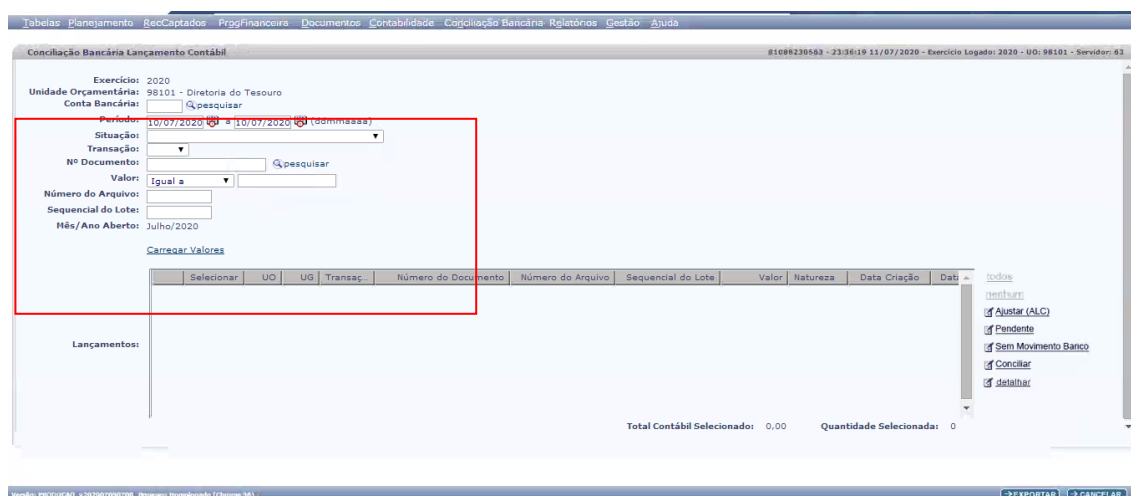 Tabelas Planejamento RecCaptados ProgFinanceira Documentos Contabilidade Conciliação Bancária Relatórios Gestão Ajuda
Conciliação Bancária Lançamento Contábil 81086230563 - 23:36:19 11/07/2020 - Exercício Logado: 2020 - UO: 98101 - Servidor: 63
Exercício: 2020
Unidade Orçamentária: 98101 - Diretoria do Tesouro
Conta Bancária: pesquisar
Período: 10/07/2020 a 10/07/2020 (ddmmaaaa)
Situação:
Transação:
Nº Documento: pesquisar
Valor: Igual a
Número do Arquivo:
Sequencial do Lote:
Mês/Ano Aberto: Julho/2020
Carregar Valores
Selecionar UO UG Transaç... Número do Documento Número do Arquivo Sequencial do Lote Valor Natureza Data Criação Data
todos
nenhum
Ajustar (ALC)
Pendente
Lançamentos: Sem Movimento Banco
Conciliar
detalhar
Total Contábil Selecionado: 0,00 Quantidade Selecionada: 0
EXPORTAR CANCELAR